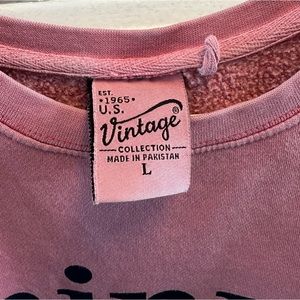 EST.
•1965•
U.S.
Vintage®
COLLECTION
MADE IN PAKISTAN
L